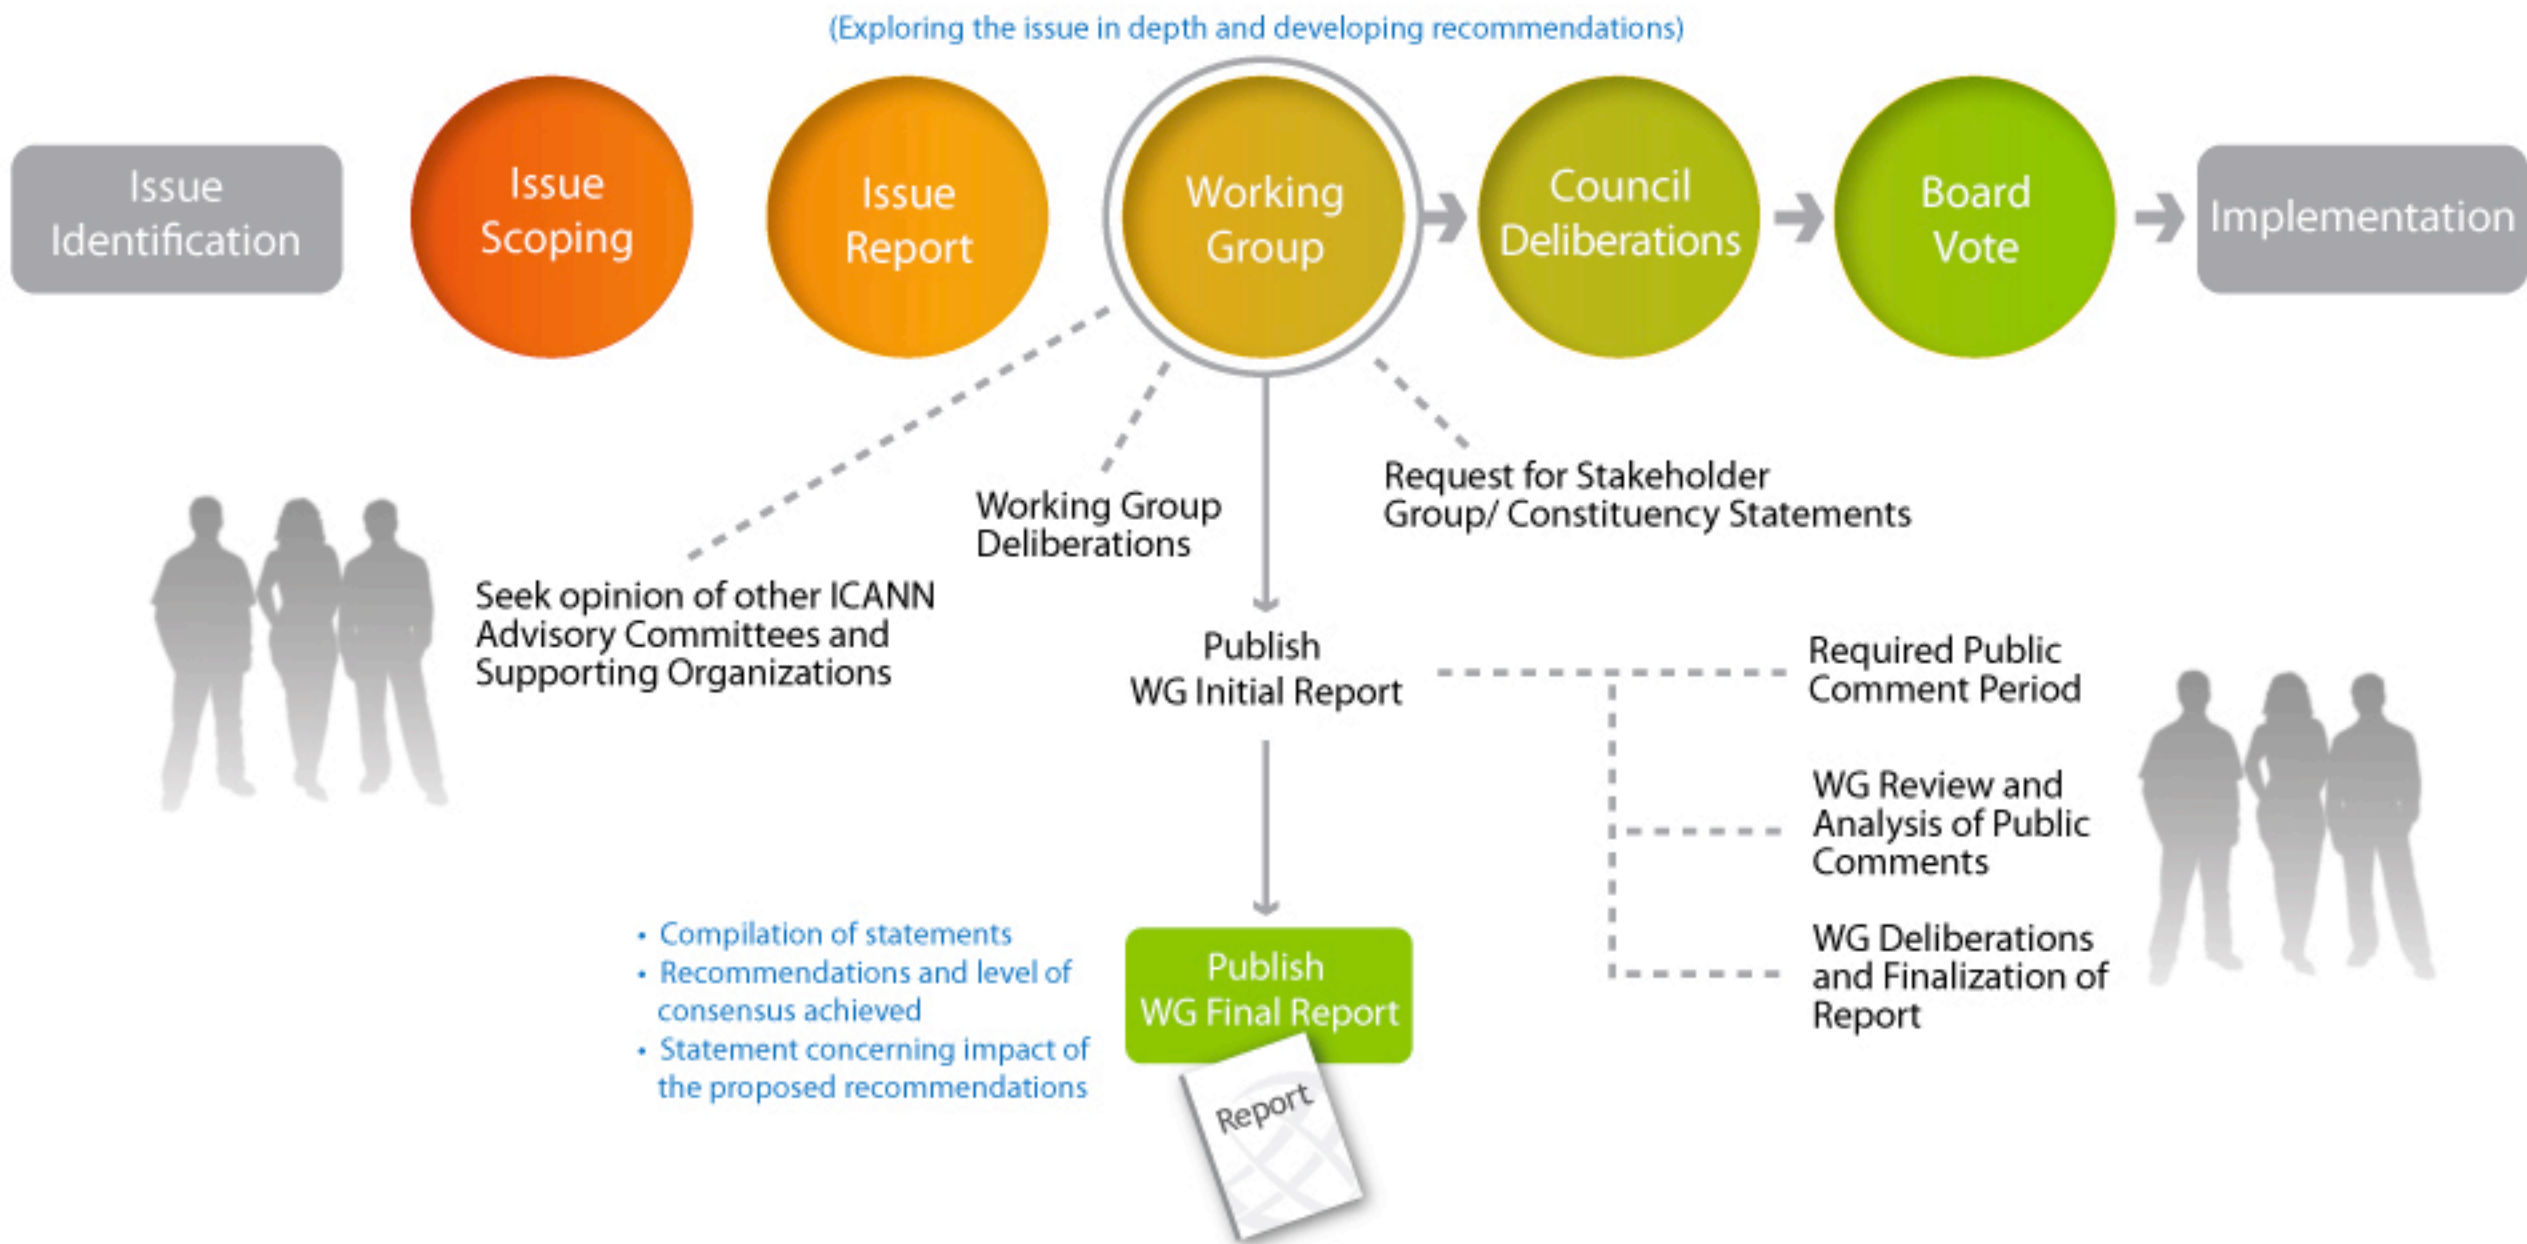 (Exploring the issue in depth and developing recommendations)
Issue
Identification
Issue
Scoping
Issue
Report
Working
Group
Council
Deliberations
Board
Vote
Implementation
Seek opinion of other ICANN
Advisory Committees and
Supporting Organizations
Working Group
Deliberations
Request for Stakeholder
Group/ Constituency Statements
Publish
WG Initial Report
Required Public
Comment Period
WG Review and
Analysis of Public
Comments
WG Deliberations
and Finalization of
Report
• Compilation of statements
• Recommendations and level of
consensus achieved
• Statement concerning impact of
the proposed recommendations
Publish
WG Final Report
Report